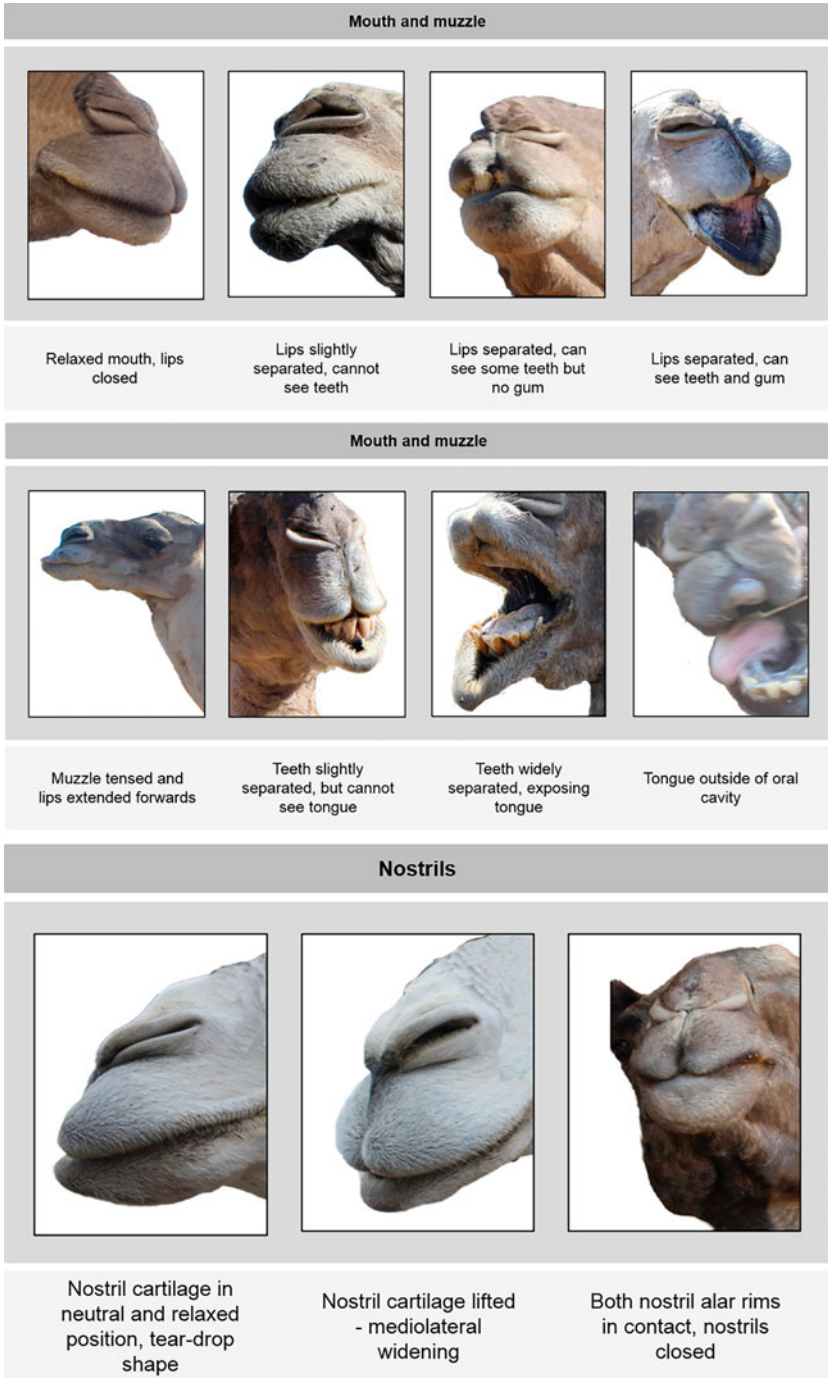 Mouth and muzzle
Relaxed mouth, lips
closed
Lips slightly
separated, cannot
see teeth
Lips separated, can
see some teeth but
no gum
Lips separated, can
see teeth and gum
Mouth and muzzle
Muzzle tensed and
lips extended forwards
Teeth slightly
separated, but cannot
see tongue
Teeth widely
separated, exposing
tongue
Tongue outside of oral
cavity
Nostrils
Nostril cartilage in
neutral and relaxed
position, tear-drop
shape
Nostril cartilage lifted
- mediolateral
widening
Both nostril alar rims
in contact, nostrils
closed